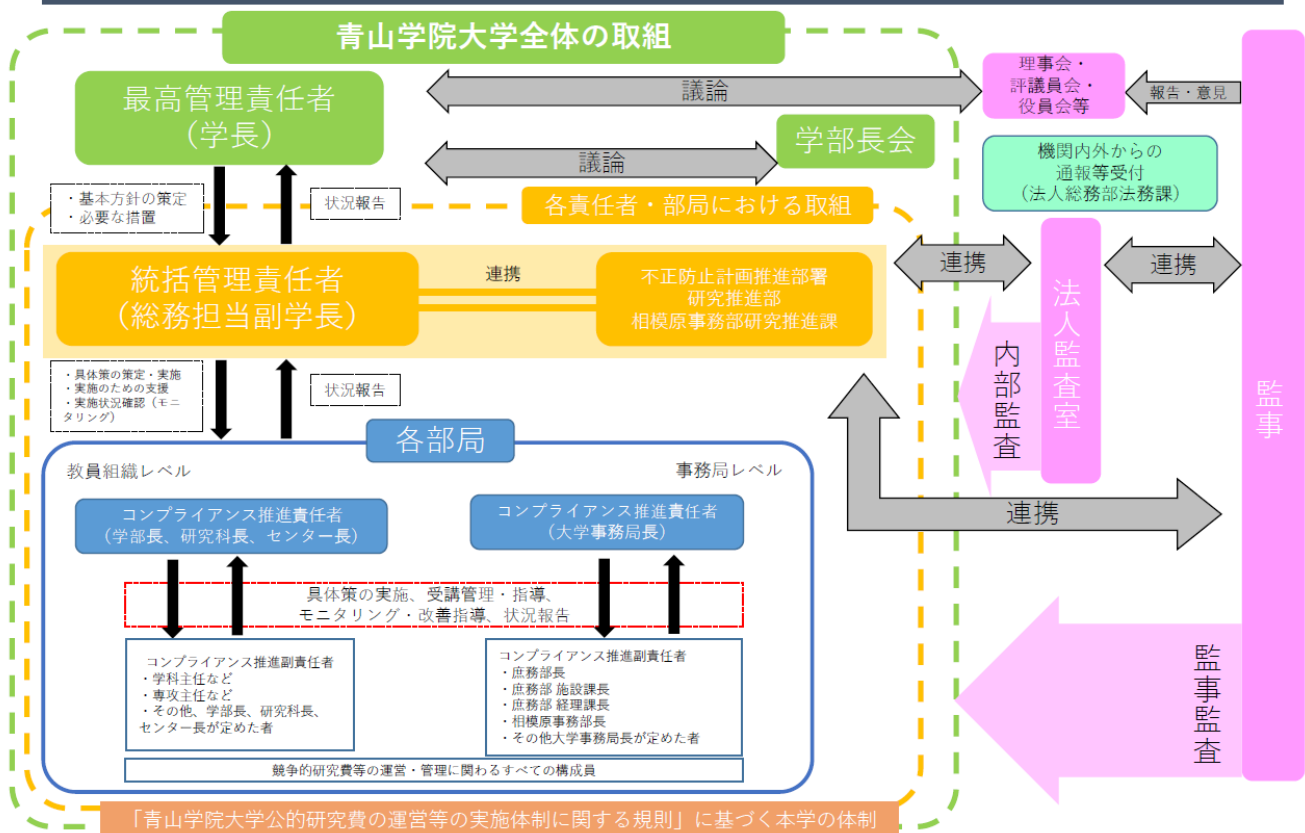 青山学院大学全体の取組
最高管理責任者
(学長)
議論
理事会・
評議員会・
役員会等
報告・意見
議論
学部長会
機関内外からの
通報等受付
(法人総務部法務課)
・基本方針の策定
・必要な措置
状況報告
各責任者・部局における取組
統括管理責任者
(総務担当副学長)
連携
不正防止計画推進部署
研究推進部
相模原事務部研究推進課
連携
法人監査室
連携
監事
内部監査
・具体策の策定・実施
・実施のための支援
・実施状況確認(モニ
タリング)
状況報告
各部局
教員組織レベル
事務局レベル
コンプライアンス推進責任者
(学部長、研究科長、センター長)
コンプライアンス推進責任者
(大学事務局長)
連携
具体策の実施、受講管理・指導、
モニタリング・改善指導、状況報告
コンプライアンス推進副責任者
・学科主任など
・専攻主任など
・その他、学部長、研究科長、
センター長が定めた者
コンプライアンス推進副責任者
・庶務部長
・庶務部 施設課長
・庶務部 経理課長
・相模原事務部長
・その他大学事務局長が定めた者
監事監査
競争的研究費等の運営・管理に関わるすべての構成員
「青山学院大学公的研究費の運営等の実施体制に関する規則」に基づく本学の体制